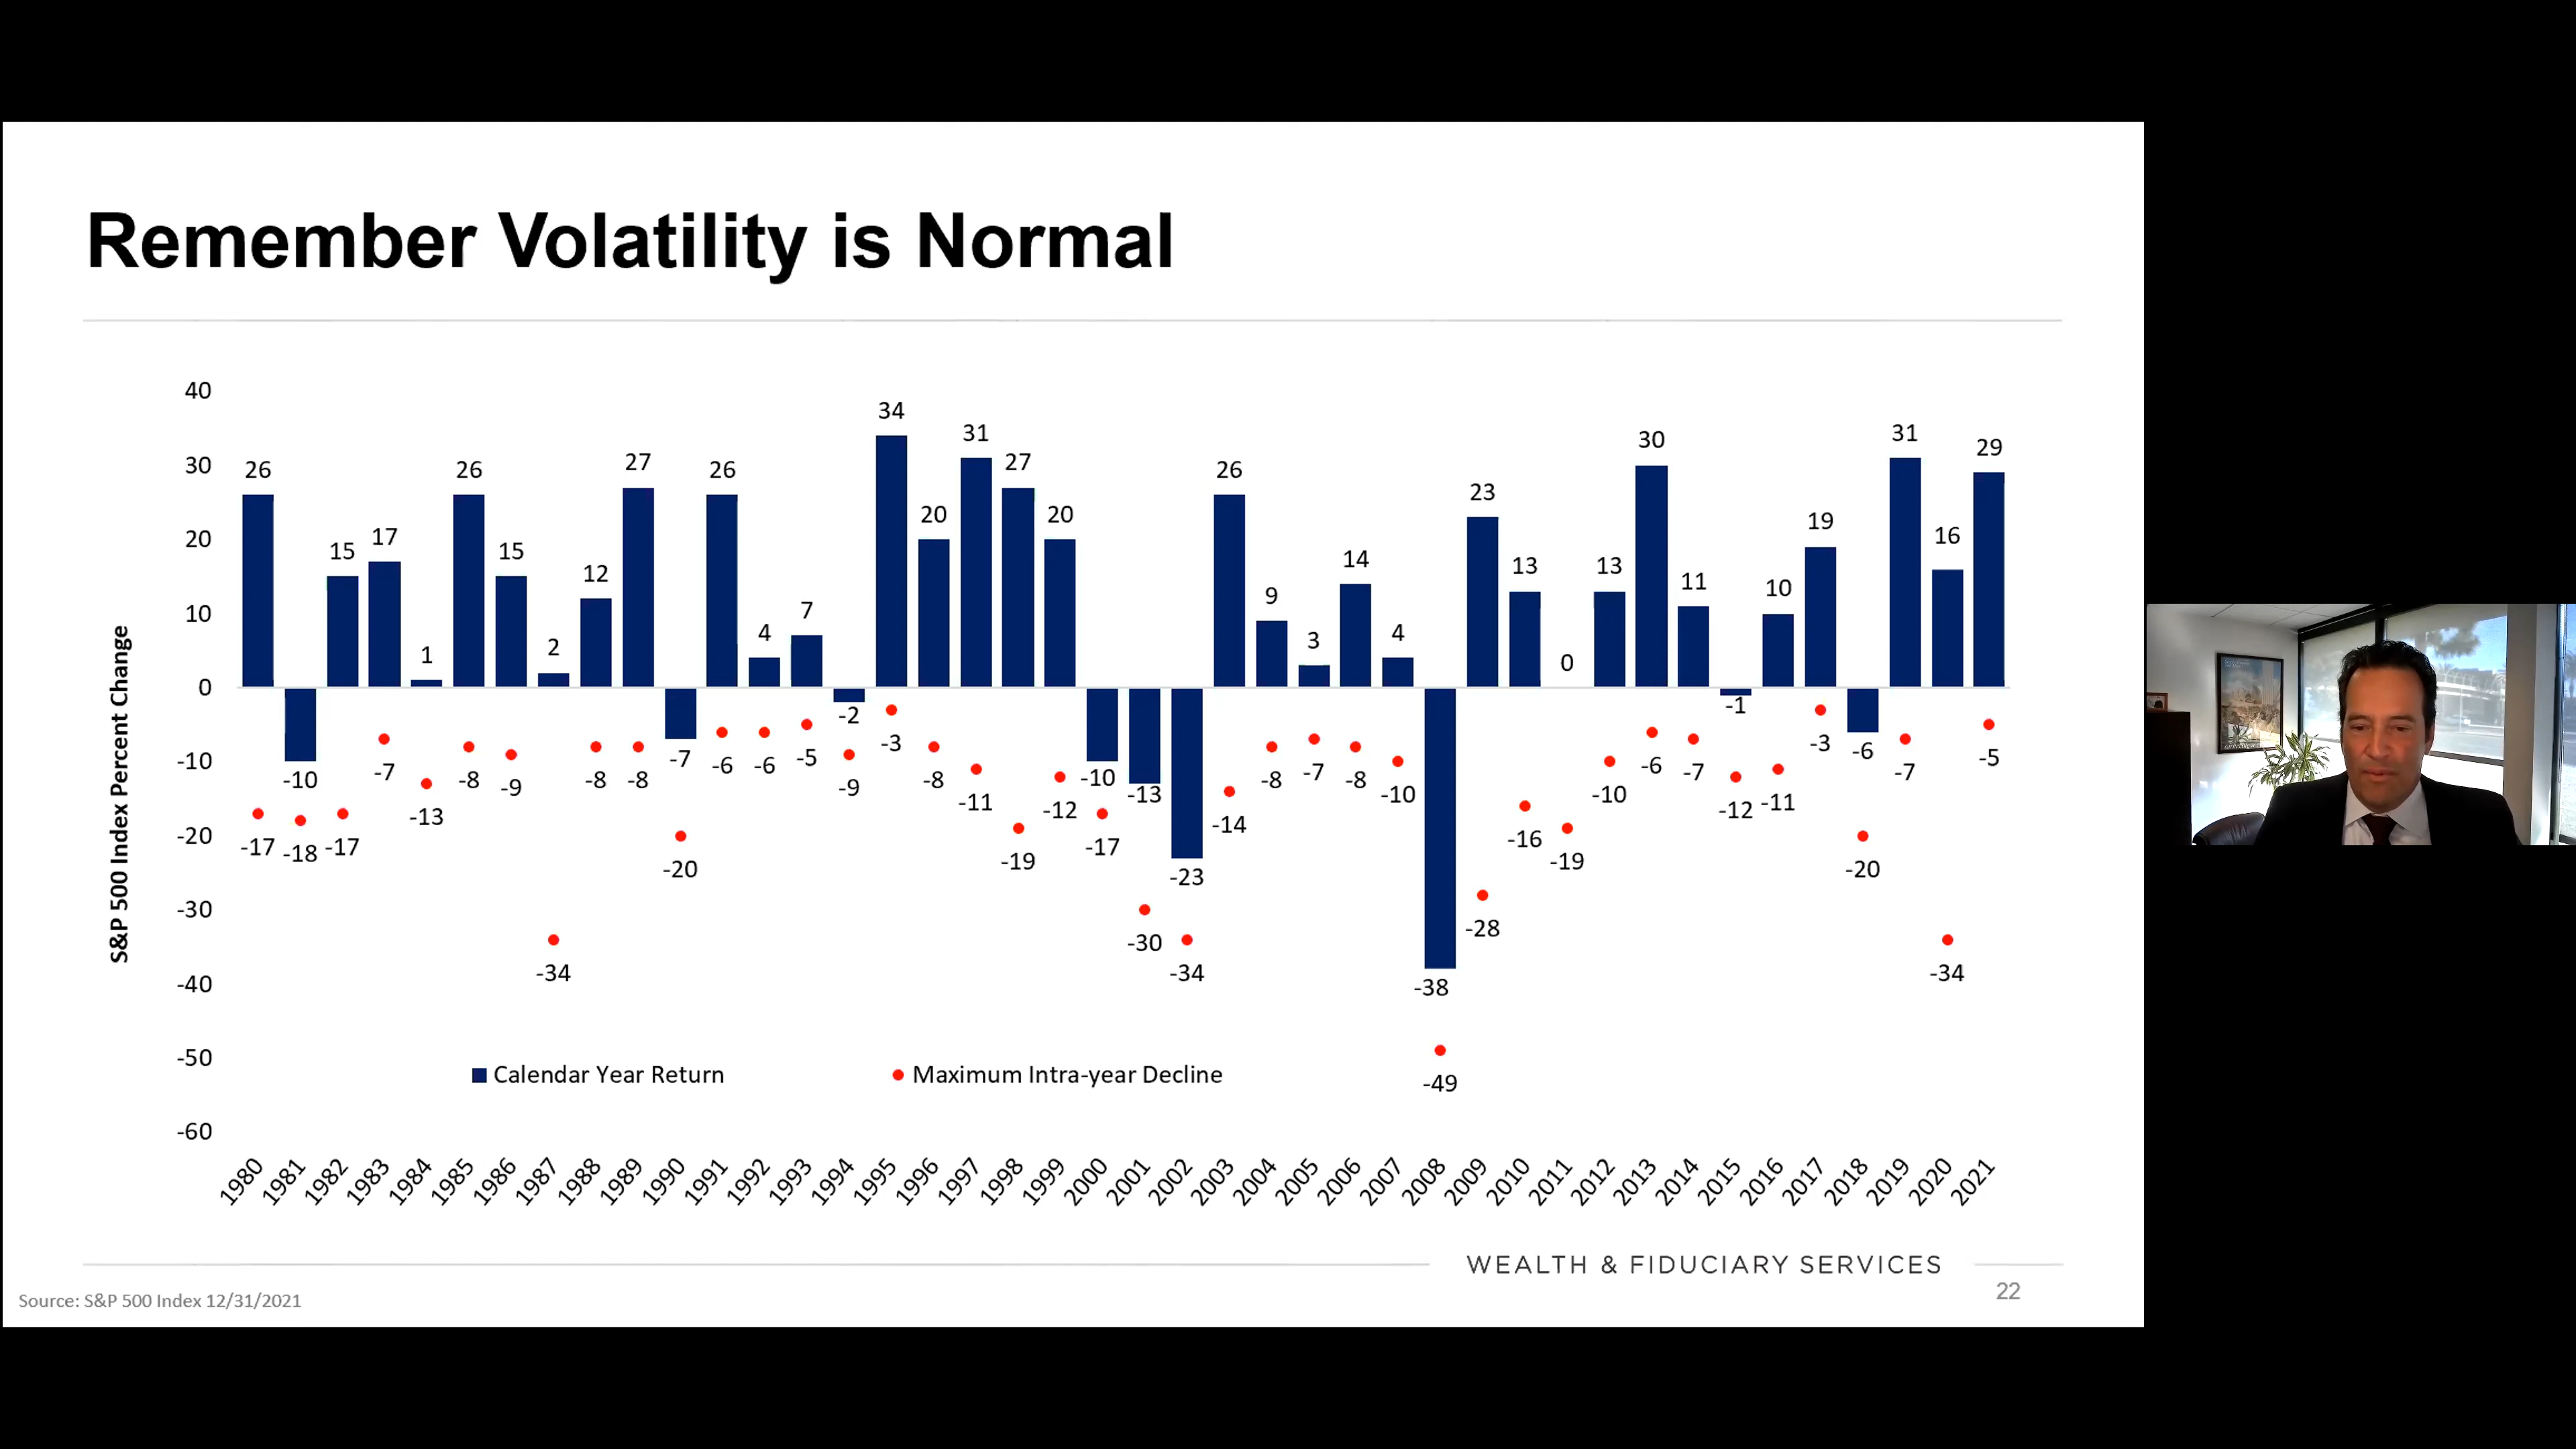 Remember Volatility is Normal
S&P 500 Index Percent Change
40
30
20
10
0
-10
-20
-30
-40
-50
-60
26 -10 15 17 1 26 15 2 12 27 -7 26 4 7 -2 34 20 31 27 20 -10 -13 -23 26 9 3 14 4 -38 23 13 0 13 30 11 -1 10 19 -6 31 16 29
-17 -18 -17 -7 -13 -8 -9 -34 -8 -8 -20 -6 -6 -5 -9 -3 -8 -11 -19 -12 -17 -30 -34 -14 -8 -7 -8 -10 -49 -28 -16 -19 -10 -6 -7 -12 -11 -3 -20 -7 -34 -5
Calendar Year Return
Maximum Intra-year Decline
1980 1981 1982 1983 1984 1985 1986 1987 1988 1989 1990 1991 1992 1993 1994 1995 1996 1997 1998 1999 2000 2001 2002 2003 2004 2005 2006 2007 2008 2009 2010 2011 2012 2013 2014 2015 2016 2017 2018 2019 2020 2021
WEALTH & FIDUCIARY SERVICES
22
Source: S&P 500 Index 12/31/2021